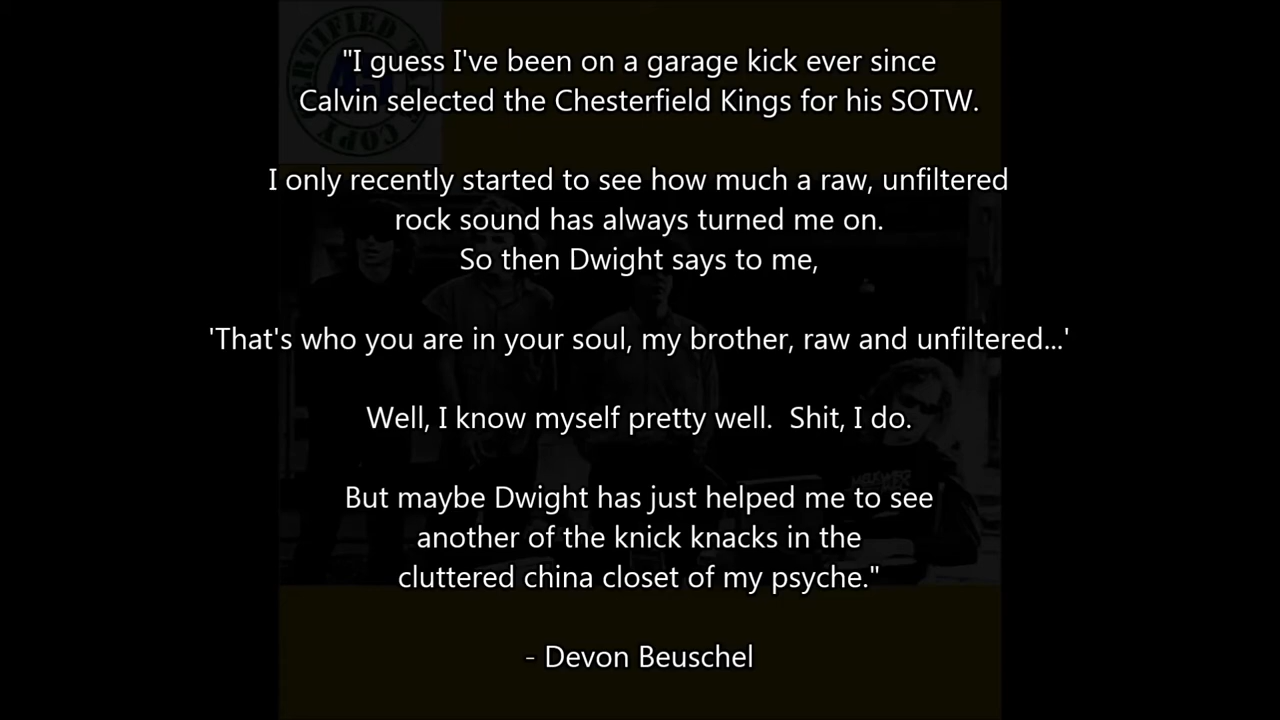 "I guess I've been on a garage kick ever since
Calvin selected the Chesterfield Kings for his SOTW.
I only recently started to see how much a raw, unfiltered
rock sound has always turned me on.
So then Dwight says to me,
'That's who you are in your soul, my brother, raw and unfiltered...'
Well, I know myself pretty well.  Shit, I do.
But maybe Dwight has just helped me to see
another of the knick knacks in the
cluttered china closet of my psyche."
- Devon Beuschel